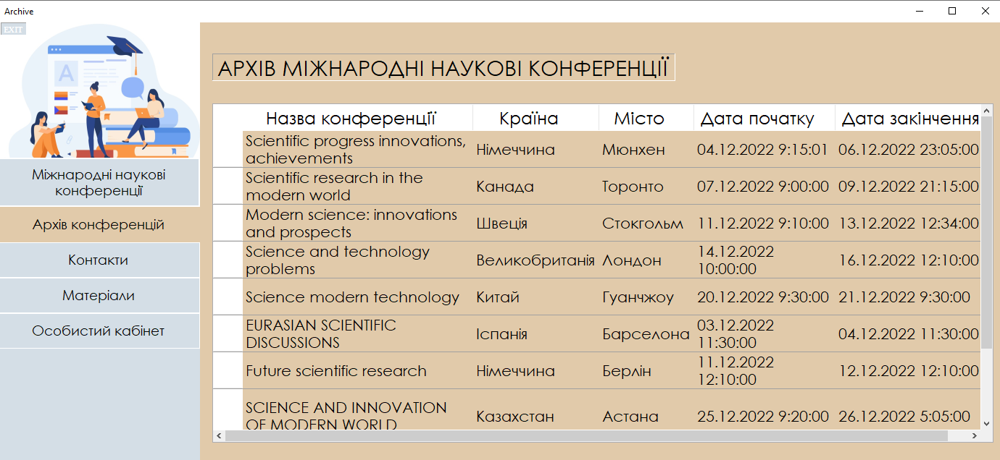 Archive
EXIT
A
Міжнародні наукові
конференції
Архів конференцій
Контакти
Матеріали
Особистий кабінет
АРХІВ МІЖНАРОДНІ НАУКОВІ КОНФЕРЕНЦІЇ
Назва конференції Країна Місто Дата початку Дата закінчення
Scientific progress innovations,
achievements Німеччина Мюнхен 04.12.2022 9:15:01 06.12.2022 23:05:00
Scientific research in the
modern world Канада Торонто 07.12.2022 9:00:00 09.12.2022 21:15:00
Modern science: innovations
and prospects Швеція Стокгольм 11.12.2022 9:10:00 13.12.2022 12:34:00
Science and technology 14.12.2022
problems Великобританія Лондон 10:00:00 16.12.2022 12:10:00
Science modern technology Китай Гуанчжоу 20.12.2022 9:30:00 21.12.2022 9:30:00
EURASIAN SCIENTIFIC 03.12.2022
DISCUSSIONS Іспанія Барселона 11:30:00 04.12.2022 11:30:00
11.12.2022
Future scientific research Німеччина Берлін 12:10:00 12.12.2022 12:10:00
SCIENCE AND INNOVATION
OF MODERN WORLD Казахстан Астана 25.12.2022 9:20:00 26.12.2022 5:05:00